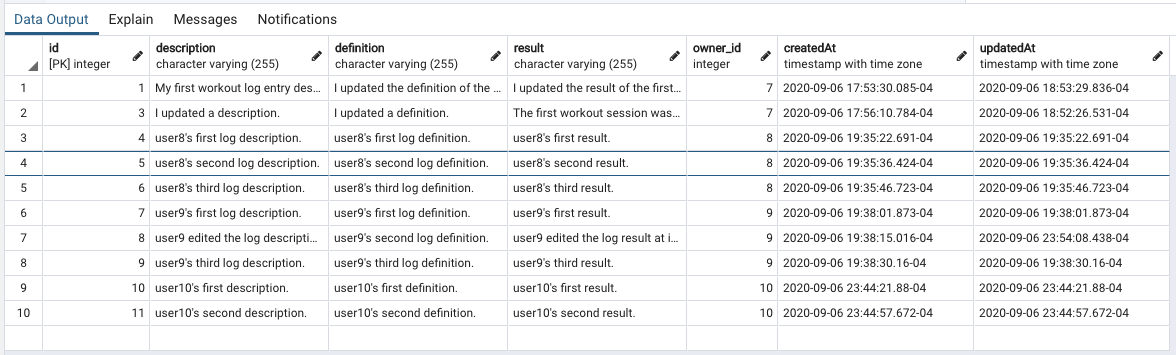 Data Output Explain Messages Notifications
id description definition result owner_id createdAt updatedAt
[PK] integer character varying (255) character varying (255) character varying (255) integer timestamp with time zone timestamp with time zone
1 1 My first workout log entry des... I updated the definition of the ... I updated the result of the first... 7 2020-09-06 17:53:30.085-04 2020-09-06 18:53:29.836-04
2 3 I updated a description. I updated a definition. The first workout session was... 7 2020-09-06 17:56:10.784-04 2020-09-06 18:52:26.531-04
3 4 user8's first log description. user8's first log definition. user8's first result. 8 2020-09-06 19:35:22.691-04 2020-09-06 19:35:22.691-04
4 5 user8's second log description. user8's second log definition. user8's second result. 8 2020-09-06 19:35:36.424-04 2020-09-06 19:35:36.424-04
5 6 user8's third log description. user8's third log definition. user8's third result. 8 2020-09-06 19:35:46.723-04 2020-09-06 19:35:46.723-04
6 7 user9's first log description. user9's first log definition. user9's first result. 9 2020-09-06 19:38:01.873-04 2020-09-06 19:38:01.873-04
7 8 user9 edited the log descripti... user9's second log definition. user9 edited the log result at i... 9 2020-09-06 19:38:15.016-04 2020-09-06 23:54:08.438-04
8 9 user9's third log description. user9's third log definition. user9's third result. 9 2020-09-06 19:38:30.16-04 2020-09-06 19:38:30.16-04
9 10 user10's first description. user10's first definition. user10's first result. 10 2020-09-06 23:44:21.88-04 2020-09-06 23:44:21.88-04
10 11 user10's second description. user10's second definition. user10's second result. 10 2020-09-06 23:44:57.672-04 2020-09-06 23:44:57.672-04